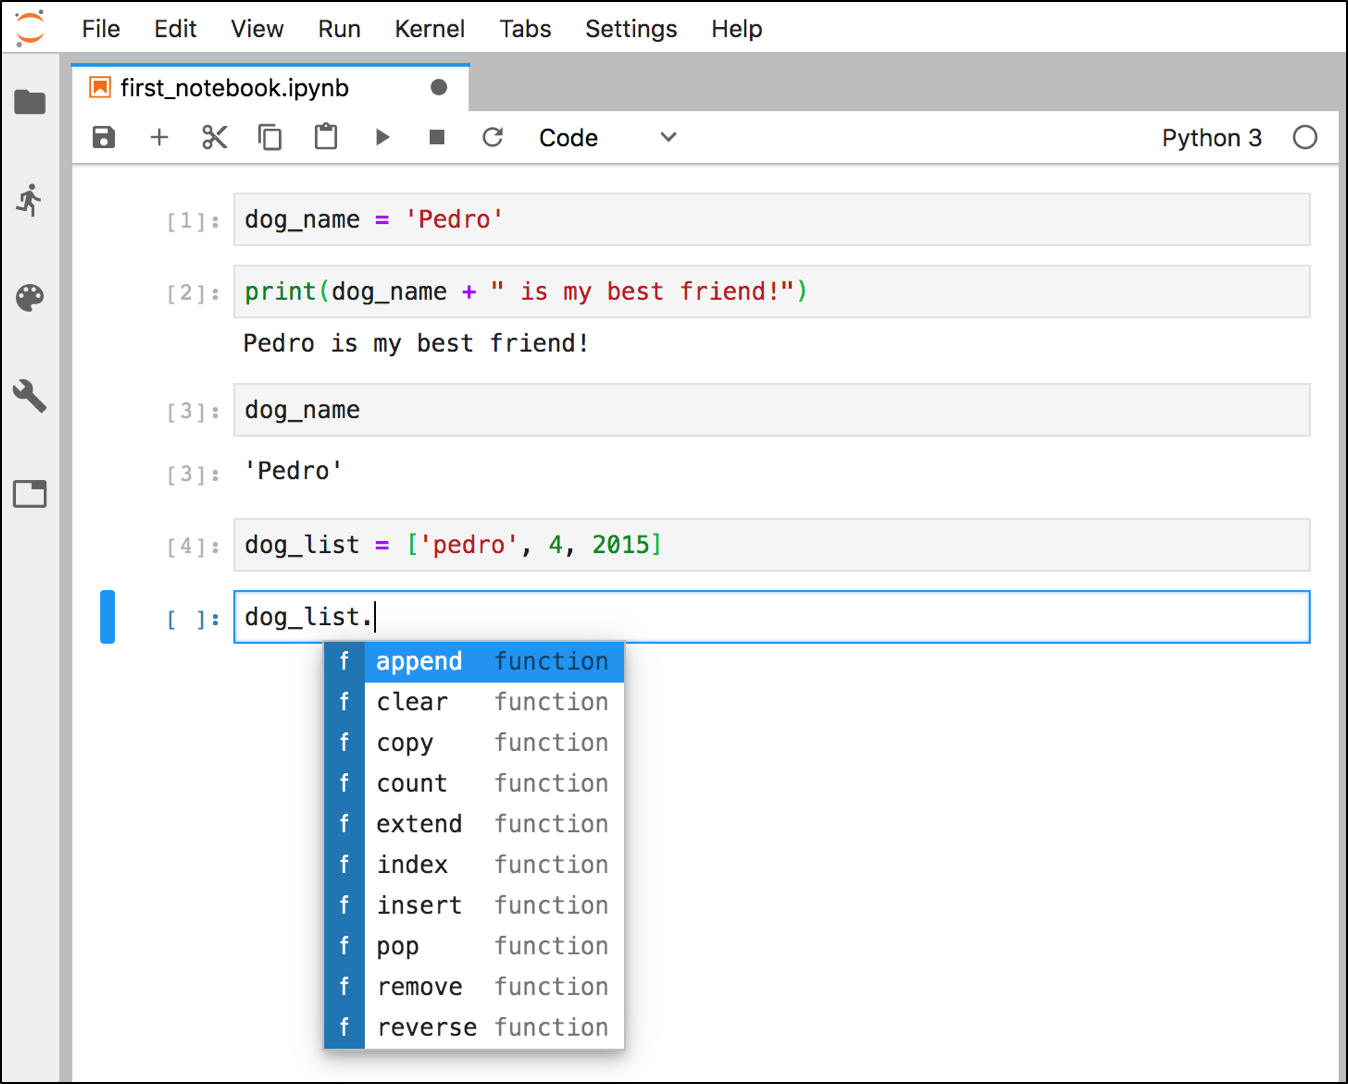 File Edit View Run Kernel Tabs Settings Help
first_notebook.ipynb
Code Python 3
[1]: dog_name = 'Pedro'
[2]: print(dog_name + " is my best friend!")
Pedro is my best friend!
[3]: dog_name
[3]: 'Pedro'
[4]: dog_list = ['pedro', 4, 2015]
[ ]: dog_list.
f append function
f clear function
f copy function
f count function
f extend function
f index function
f insert function
f pop function
f remove function
f reverse function